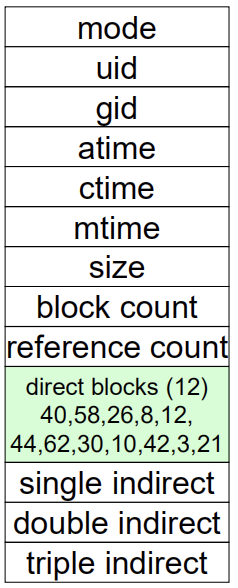 mode
uid
gid
atime
ctime
mtime
size
block count
reference count
direct blocks (12)
40,58,26,8,12,
44,62,30,10,42,3,21
single indirect
double indirect
triple indirect